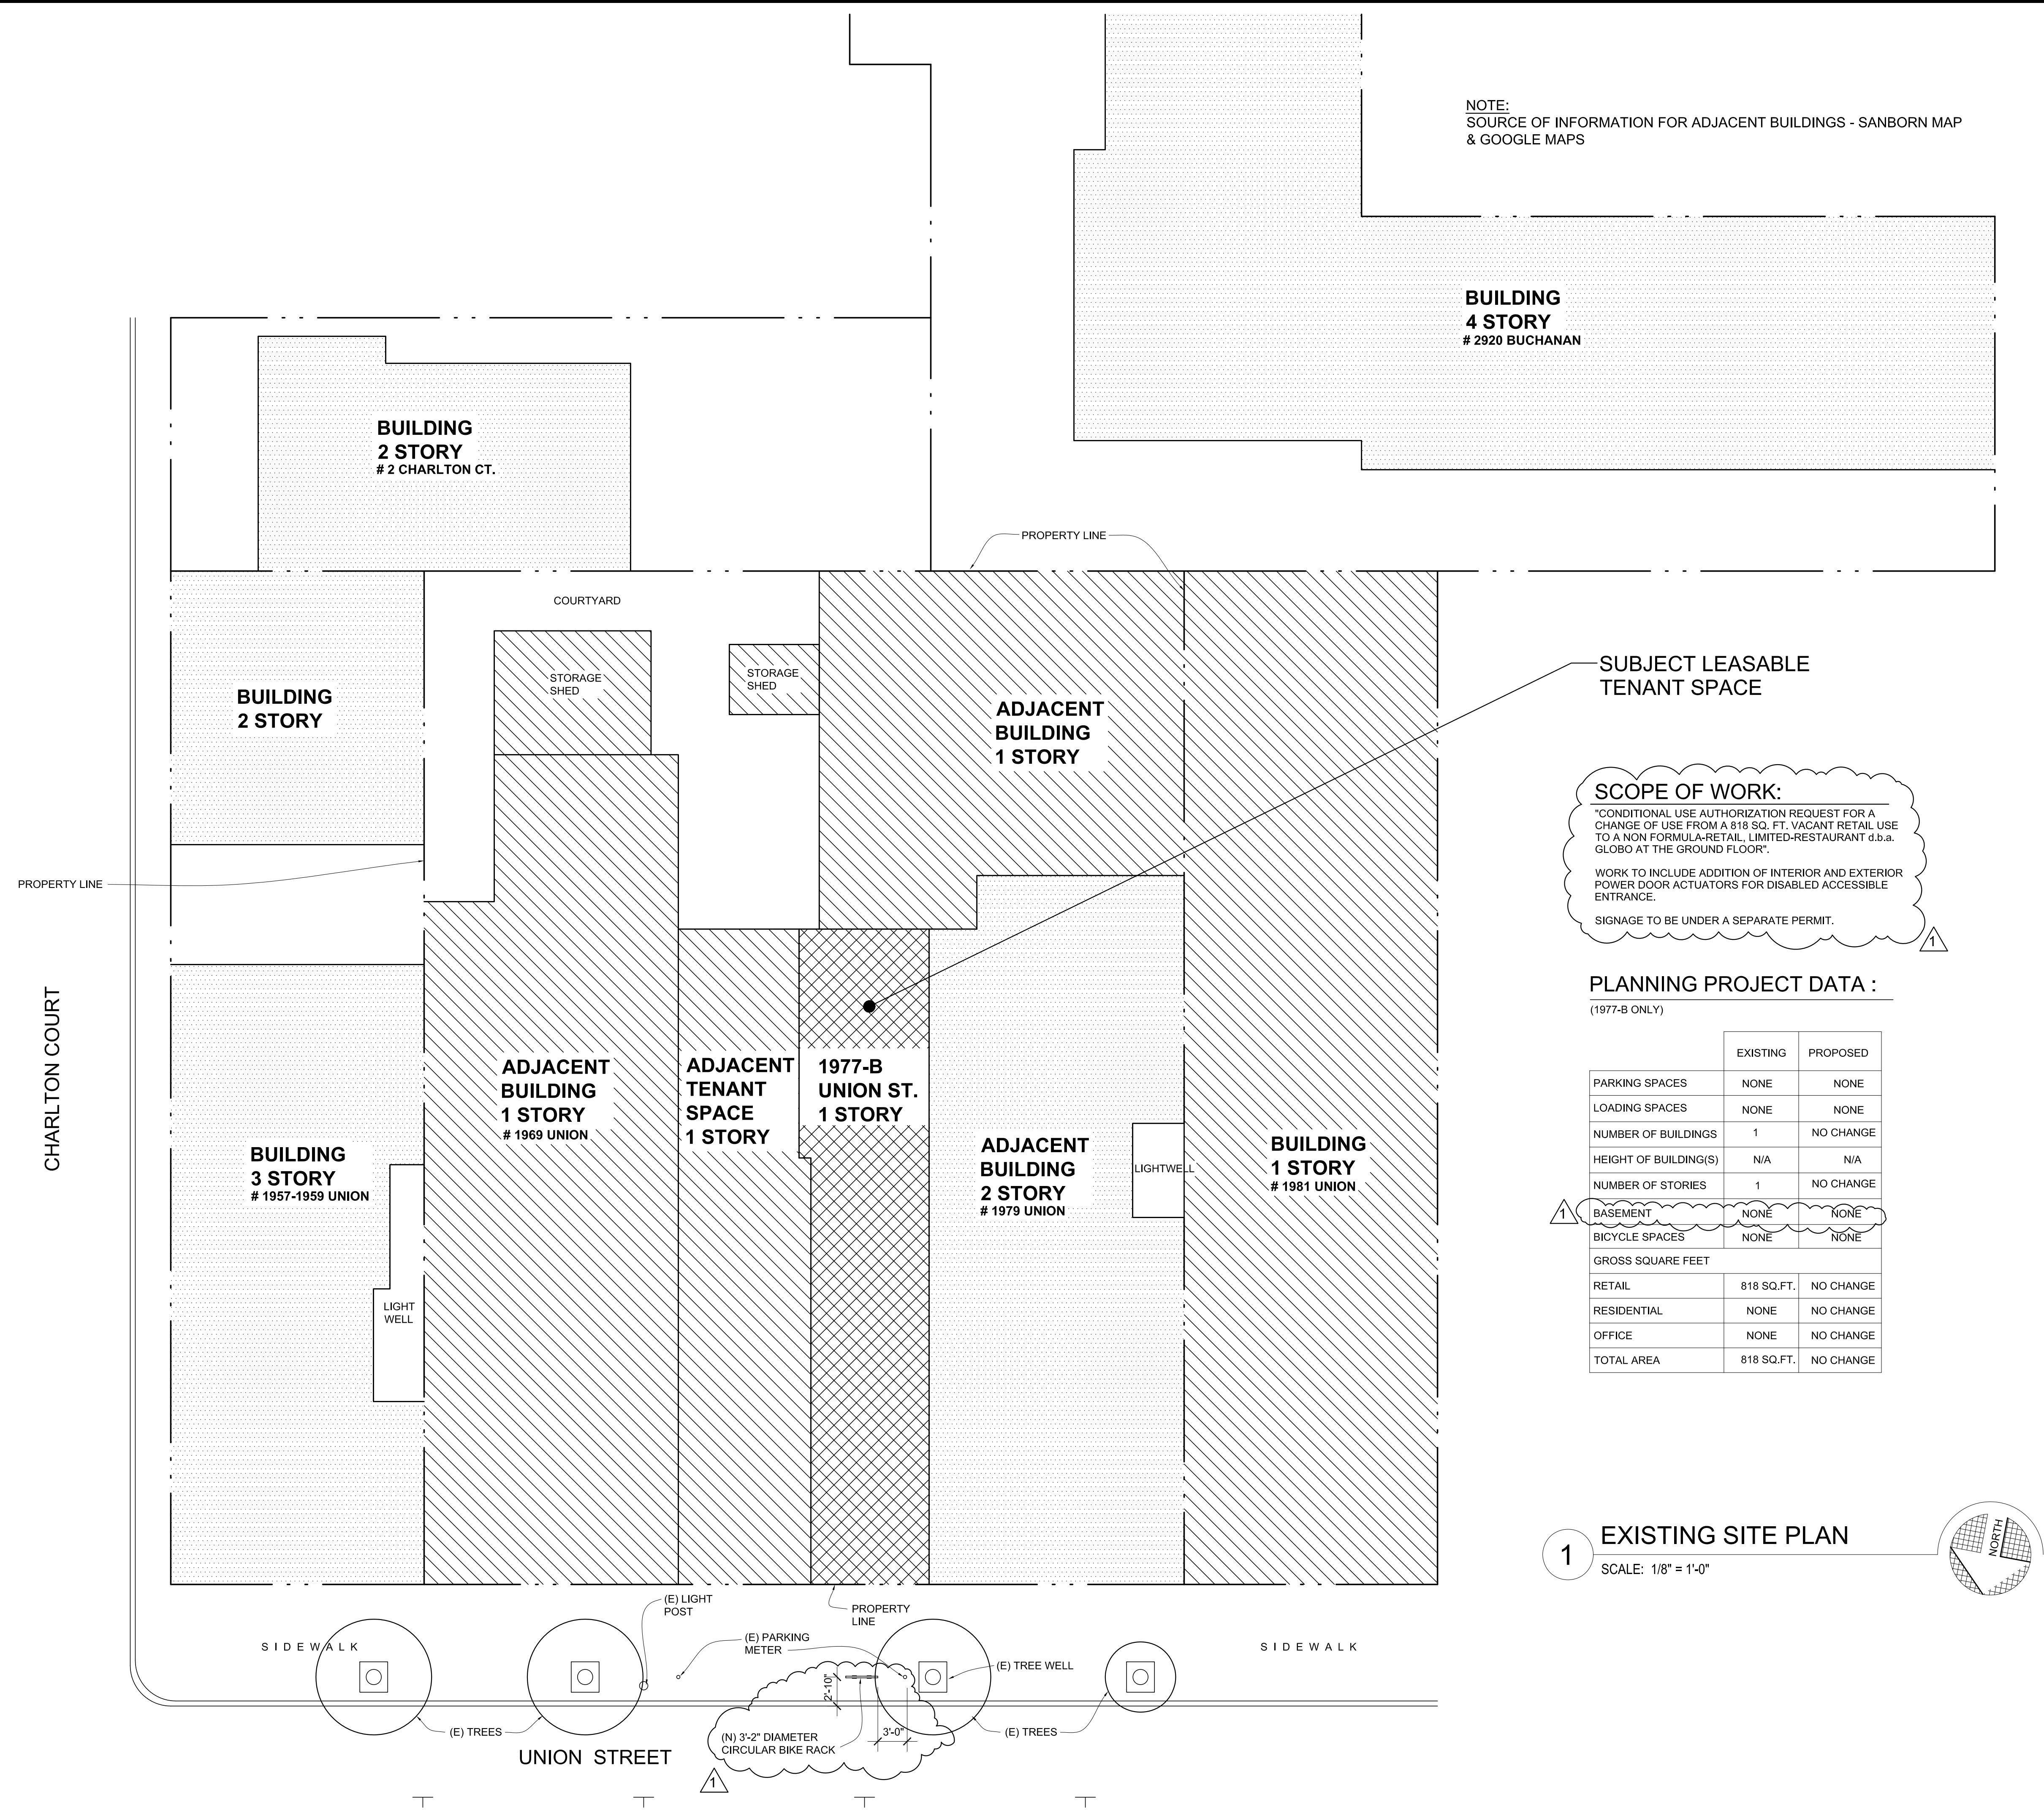 NOTE:
SOURCE OF INFORMATION FOR ADJACENT BUILDINGS - SANBORN MAP
& GOOGLE MAPS
BUILDING
4 STORY
# 2920 BUCHANAN
BUILDING
2 STORY
# 2 CHARLTON CT.
PROPERTY LINE
COURTYARD
STORAGE
SHED
STORAGE
SHED
BUILDING
2 STORY
ADJACENT
BUILDING
1 STORY
SUBJECT LEASABLE
TENANT SPACE
PROPERTY LINE
SCOPE OF WORK:
"CONDITIONAL USE AUTHORIZATION REQUEST FOR A
CHANGE OF USE FROM A 818 SQ. FT. VACANT RETAIL USE
TO A NON FORMULA-RETAIL, LIMITED-RESTAURANT d.b.a.
GLOBO AT THE GROUND FLOOR".
WORK TO INCLUDE ADDITION OF INTERIOR AND EXTERIOR
POWER DOOR ACTUATORS FOR DISABLED ACCESSIBLE
ENTRANCE.
SIGNAGE TO BE UNDER A SEPARATE PERMIT.
1
CHARLTON COURT
BUILDING
3 STORY
# 1957-1959 UNION
LIGHT
WELL
ADJACENT
BUILDING
1 STORY
# 1969 UNION
ADJACENT
TENANT
SPACE
1 STORY
1977-B
UNION ST.
1 STORY
ADJACENT
BUILDING
2 STORY
# 1979 UNION
LIGHTWELL
BUILDING
1 STORY
# 1981 UNION
PLANNING PROJECT DATA :
(1977-B ONLY)
EXISTING PROPOSED
PARKING SPACES NONE NONE
LOADING SPACES NONE NONE
NUMBER OF BUILDINGS 1 NO CHANGE
HEIGHT OF BUILDING(S) N/A N/A
NUMBER OF STORIES 1 NO CHANGE
1 BASEMENT NONE NONE
BICYCLE SPACES NONE NONE
GROSS SQUARE FEET
RETAIL 818 SQ.FT. NO CHANGE
RESIDENTIAL NONE NO CHANGE
OFFICE NONE NO CHANGE
TOTAL AREA 818 SQ.FT. NO CHANGE
1 EXISTING SITE PLAN
SCALE: 1/8" = 1'-0"
NORTH
(E) LIGHT
POST
PROPERTY
LINE
SIDEWALK
(E) PARKING
METER
SIDEWALK
(E) TREE WELL
2'-10"
(E) TREES
(N) 3'-2" DIAMETER
CIRCULAR BIKE RACK
3'-0"
(E) TREES
UNION STREET
1